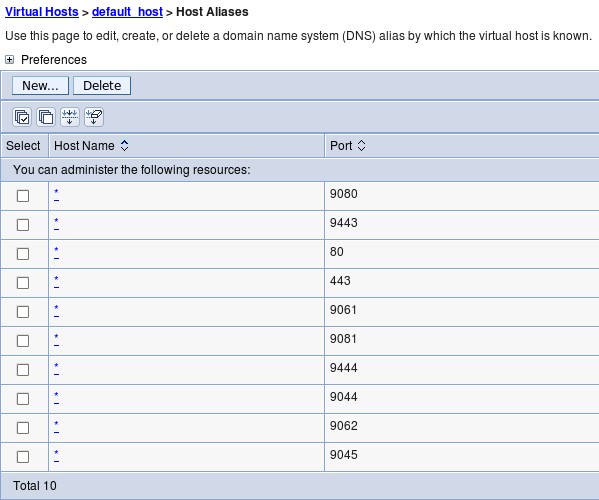 Virtual Hosts > default_host > Host Aliases
Use this page to edit, create, or delete a domain name system (DNS) alias by which the virtual host is known.
Preferences
New... Delete
Select Host Name Port
You can administer the following resources:
* 9080
* 9443
* 80
* 443
* 9061
* 9081
* 9444
* 9044
* 9062
* 9045
Total 10